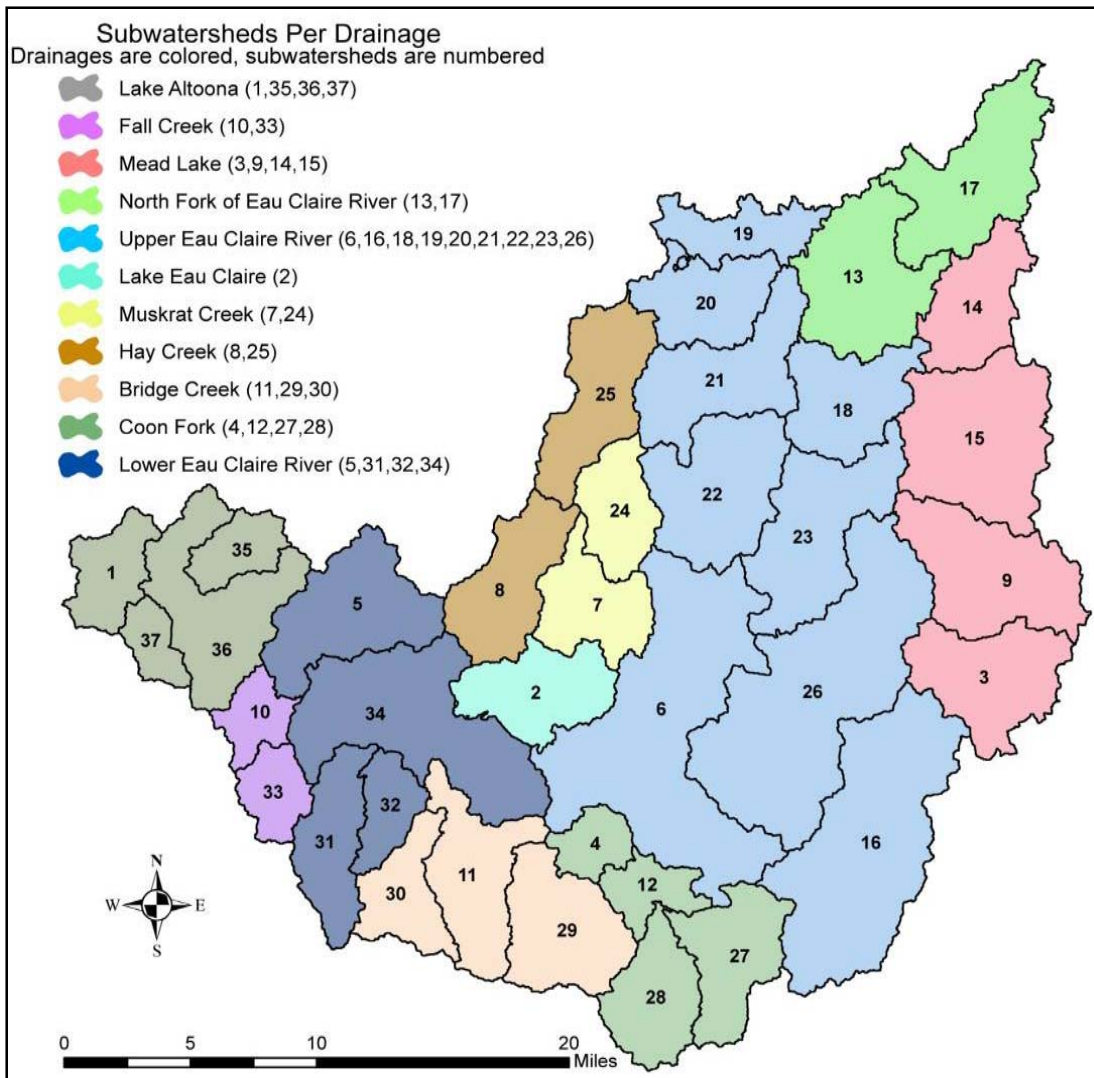 Subwatersheds Per Drainage
Drainages are colored, subwatersheds are numbered
Lake Altoona (1,35,36,37)
Fall Creek (10,33)
Mead Lake (3,9,14,15)
North Fork of Eau Claire River (13,17)
Upper Eau Claire River (6,16,18,19,20,21,22,23,26)
Lake Eau Claire (2)
Muskrat Creek (7,24)
Hay Creek (8,25)
Bridge Creek (11,29,30)
Coon Fork (4,12,27,28)
Lower Eau Claire River (5,31,32,34)
17
19
13
20
14
21
25
18
15
22
24
23
35
1
5
8
7
9
37
36
3
2
10
34
6
26
33
32
31
4
16
11
30
12
29
27
28
N
W
E
S
0
5
10
20
Miles